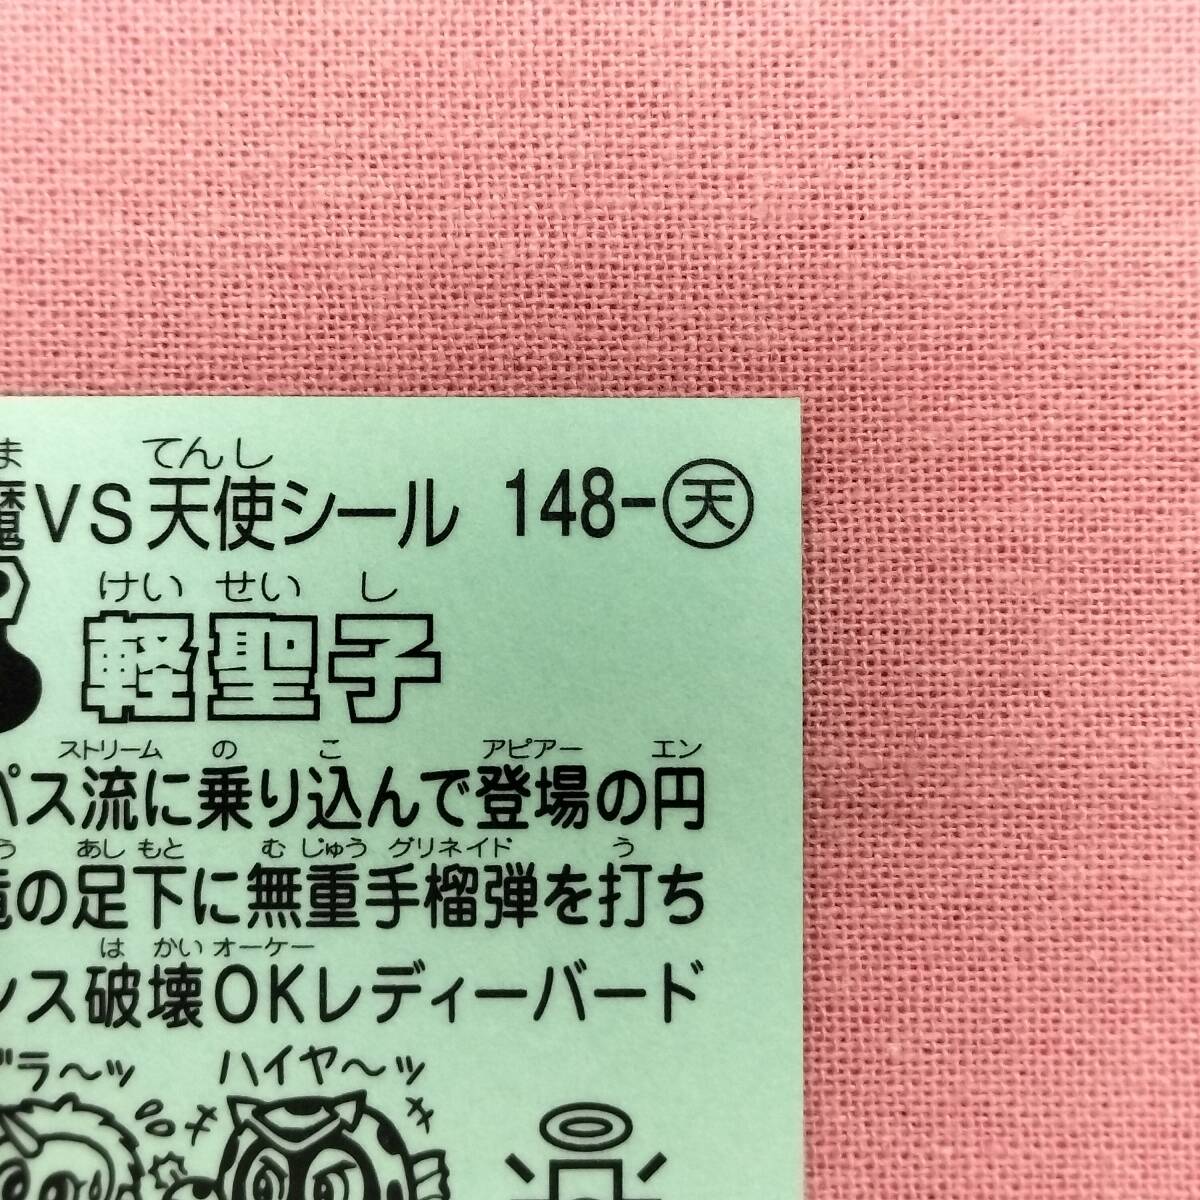 ま てんし
魔VS天使シール 148-天
けい せい し
軽聖子
ストリーム の こ アピアー エン
パス流に乗り込んで登場の円
う あし もと む じゅう グリネイド う
の足下に無重手榴弾を打ち
は かい オーケー
ンス破壊OKレディーバード
ブラ〜ッ ハイヤ〜ッ